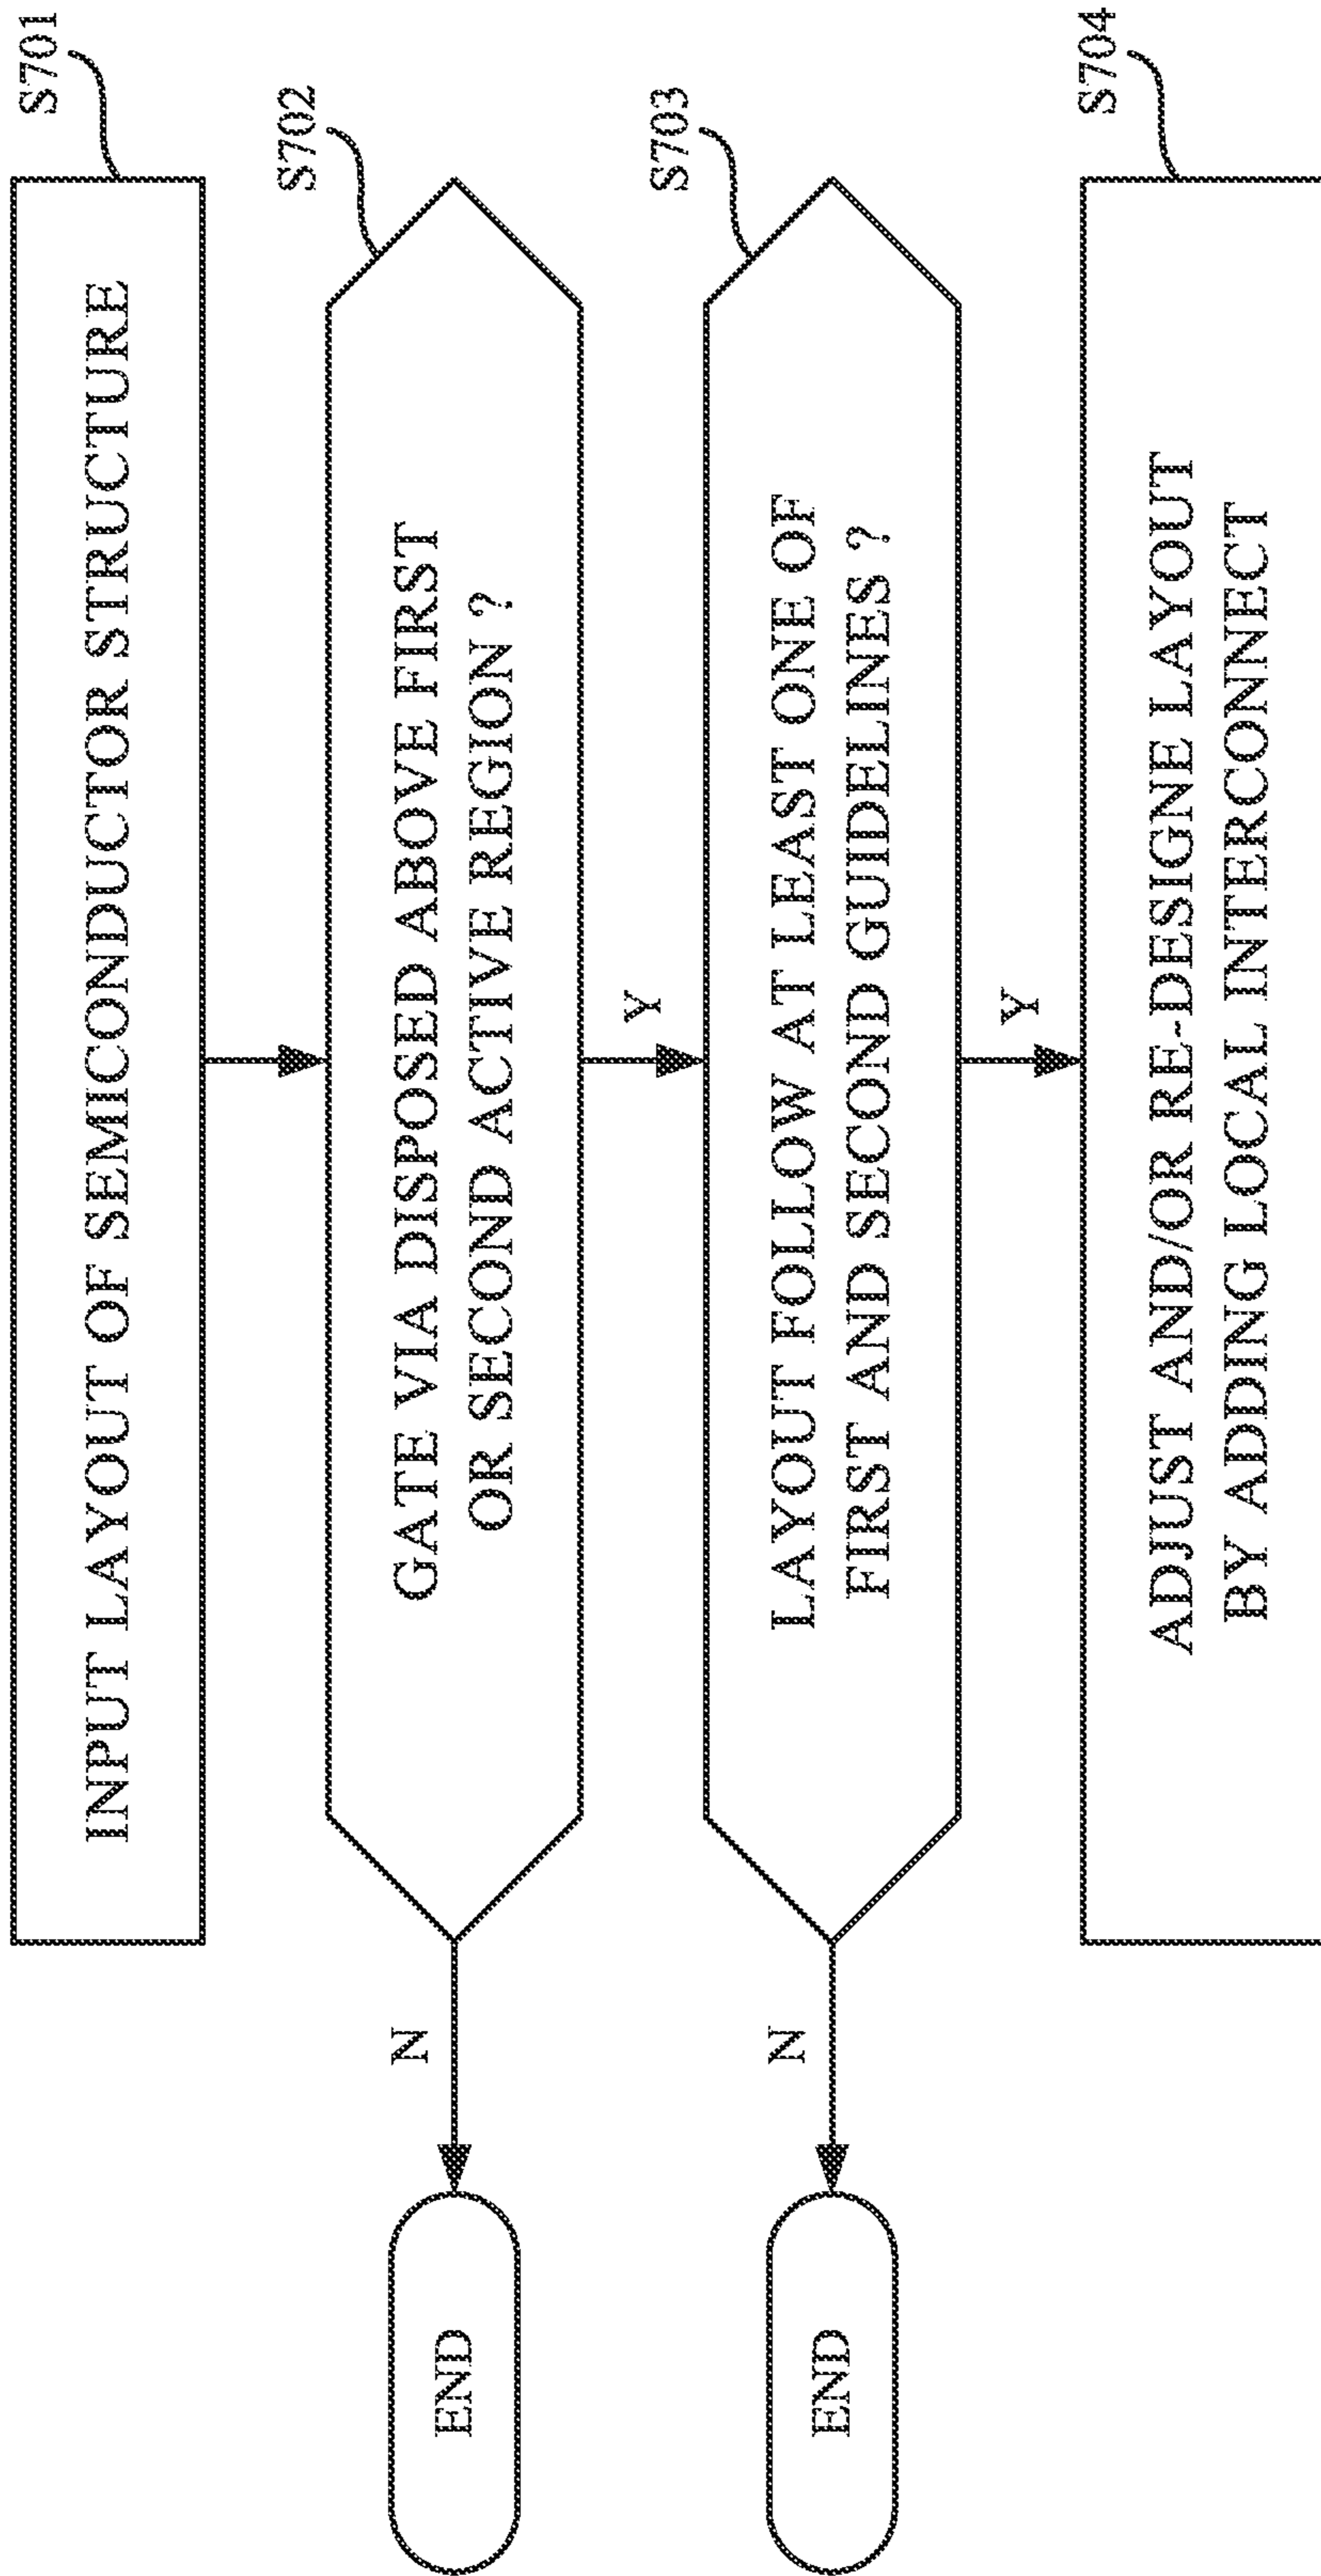 S701
INPUT LAYOUT OF SEMICONDUCTOR STRUCTURE
S702
GATE VIA DISPOSED ABOVE FIRST
OR SECOND ACTIVE REGION ?
N
END
Y
S703
LAYOUT FOLLOW AT LEAST ONE OF
FIRST AND SECOND GUIDELINES ?
N
END
Y
S704
ADJUST AND/OR RE-DESIGNE LAYOUT
BY ADDING LOCAL INTERCONNECT